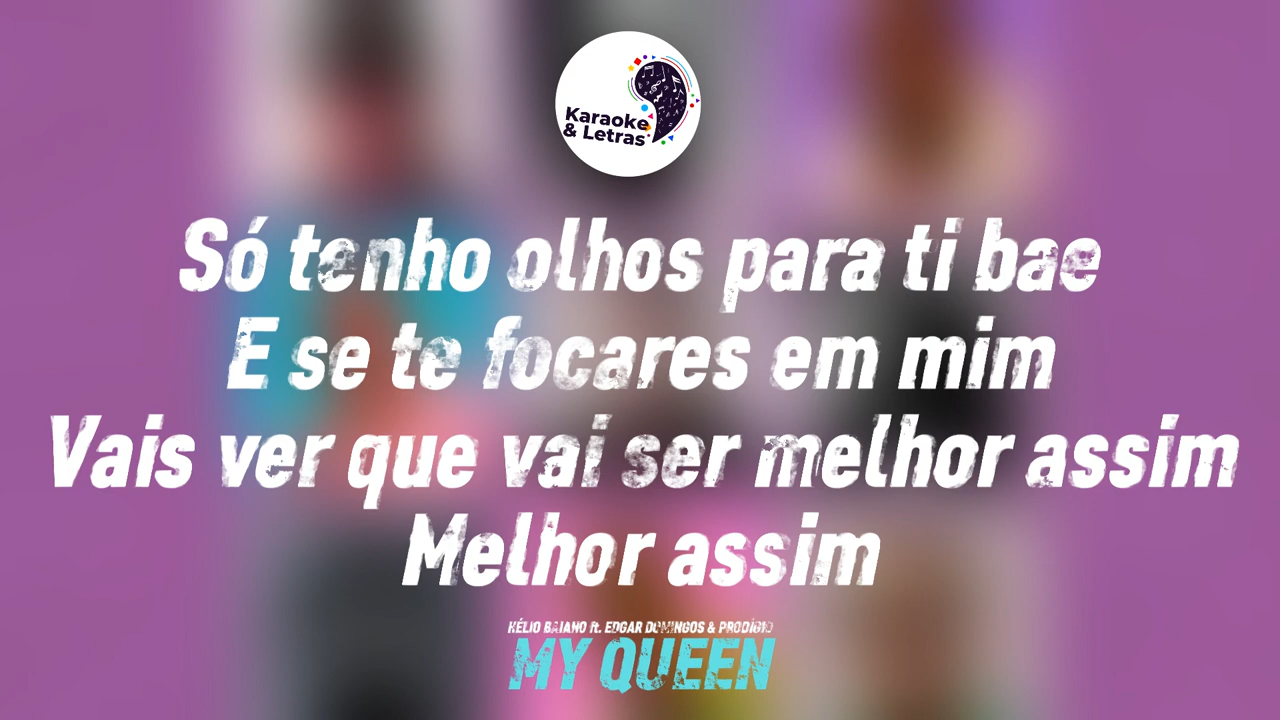 Karaoke
& Letras
Só tenho olhos para ti bae
E se te focares em mim
Vais ver que vai ser melhor assim
Melhor assim
KÉLIO BAIANO ft. EDGAR DOMINGOS & PRODÍGIO
MY QUEEN